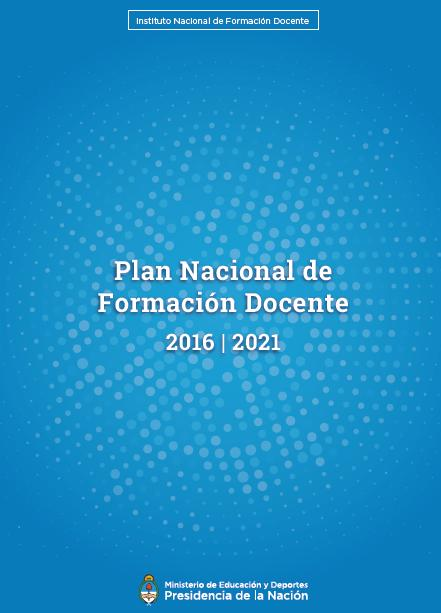 Instituto Nacional de Formación Docente
Plan Nacional de
Formación Docente
2016 | 2021
Ministerio de Educación y Deportes
Presidencia de la Nación